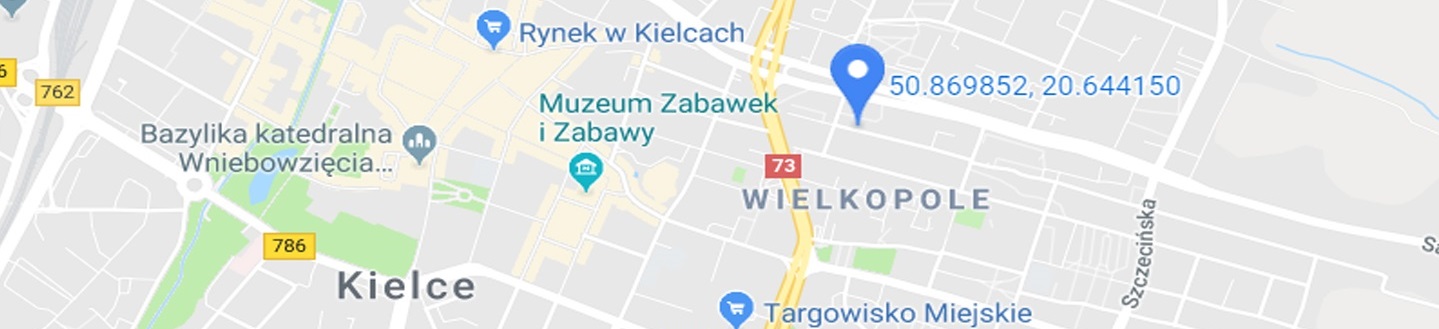 Rynek w Kielcach
50.869852, 20.644150
6
762
Muzeum Zabawek
i Zabawy
Bazylika katedralna
Wniebowzięcia...
73
WIELKOPOLE
786
Kielce
Szczecińska
Targowisko Miejskie